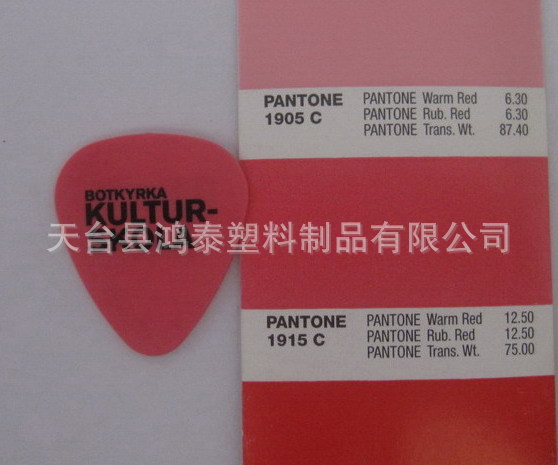 PANTONE
1905 C
PANTONE Warm Red 6.30
PANTONE Rub. Red 6.30
PANTONE Trans. Wt. 87.40
BOTKYRKA
KULTUR-
天台县鸿泰塑料制品有限公司
PANTONE
1915 C
PANTONE Warm Red 12.50
PANTONE Rub. Red 12.50
PANTONE Trans. Wt. 75.00